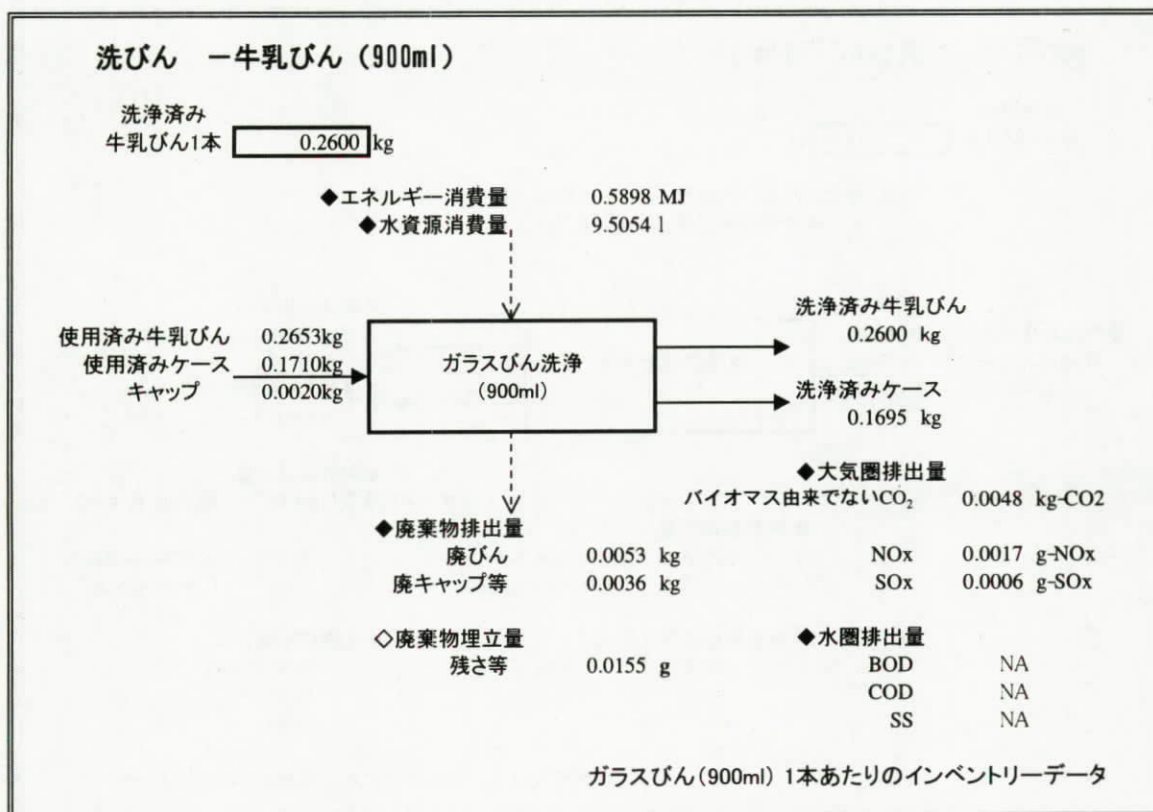 洗びん －牛乳びん（900ml）
洗浄済み
牛乳びん1本 0.2600 kg
◆エネルギー消費量 0.5898 MJ
◆水資源消費量 9.5054 l
使用済み牛乳びん 0.2653kg
使用済みケース 0.1710kg
キャップ 0.0020kg
ガラスびん洗浄
(900ml)
洗浄済み牛乳びん
0.2600 kg
洗浄済みケース
0.1695 kg
◆大気圏排出量
バイオマス由来でないCO₂ 0.0048 kg-CO2
NOx 0.0017 g-NOx
SOx 0.0006 g-SOx
◆廃棄物排出量
廃びん 0.0053 kg
廃キャップ等 0.0036 kg
◇廃棄物埋立量
残さ等 0.0155 g
◆水圏排出量
BOD NA
COD NA
SS NA
ガラスびん(900ml) 1本あたりのインベントリーデータ